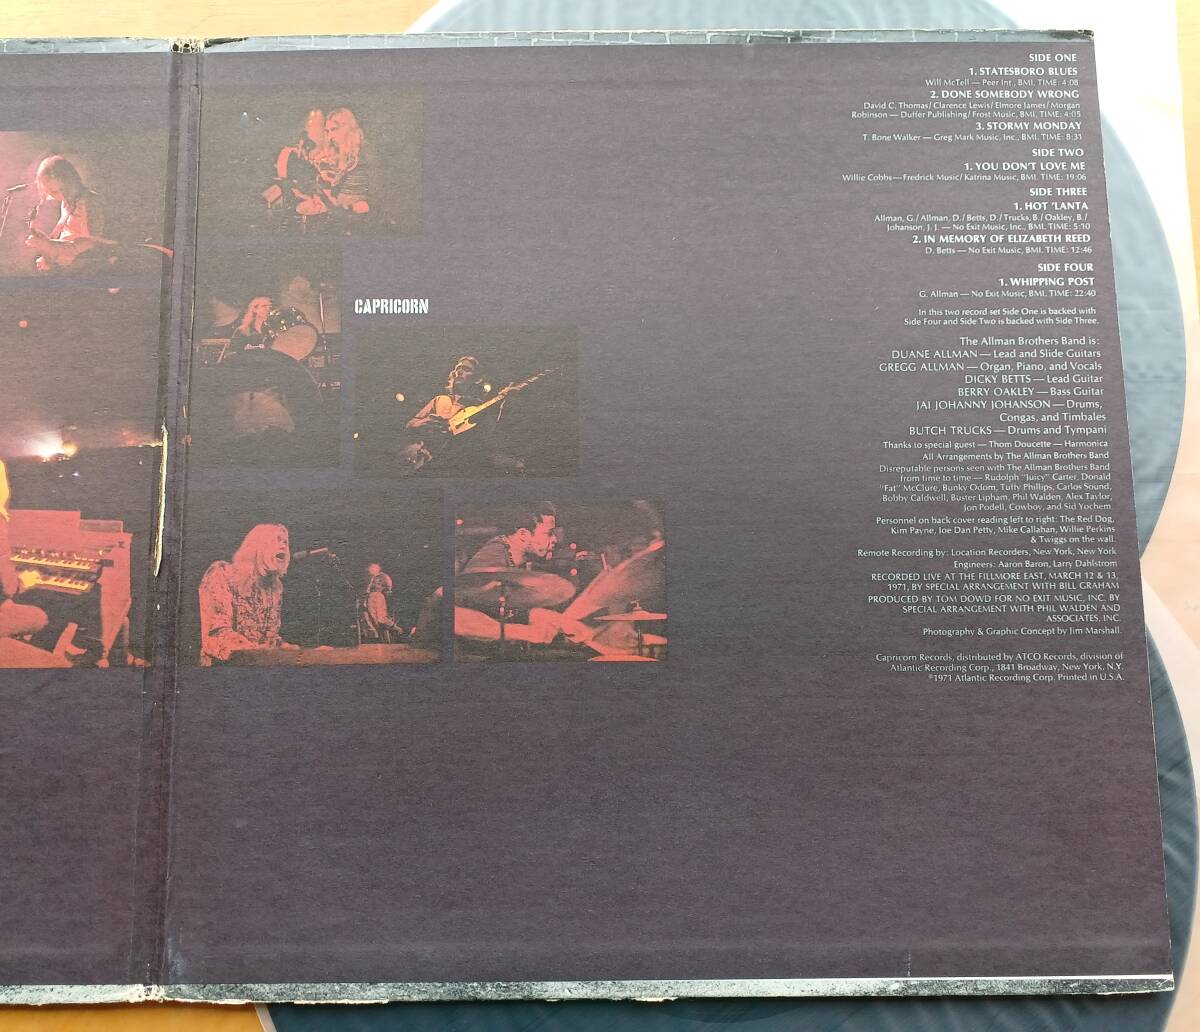 SIDE ONE
1. STATESBORO BLUES
Will McTell — Peer Int., BMI. TIME: 4:08
2. DONE SOMEBODY WRONG
David C. Thomas/ Clarence Lewis/ Elmore James/ Morgan
Robinson — Duffer Publishing/ Frost Music, BMI. TIME: 4:05
3. STORMY MONDAY
T. Bone Walker — Greg Mark Music, Inc., BMI. TIME: 8:31
SIDE TWO
1. YOU DON'T LOVE ME
Willie Cobbs—Fredrick Music/ Katrina Music, BMI. TIME: 19:06
SIDE THREE
1. HOT 'LANTA
Allman, G./ Allman, D./ Betts, D./ Trucks, B./ Oakley, B./
Johanson, J. J. — No Exit Music, Inc., BMI. TIME: 5:10
2. IN MEMORY OF ELIZABETH REED
D. Betts — No Exit Music, BMI. TIME: 12:46
SIDE FOUR
1. WHIPPING POST
G. Allman — No Exit Music, BMI. TIME: 22:40
In this two record set Side One is backed with
Side Four and Side Two is backed with Side Three.
The Allman Brothers Band is:
DUANE ALLMAN — Lead and Slide Guitars
GREGG ALLMAN — Organ, Piano, and Vocals
DICKY BETTS — Lead Guitar
BERRY OAKLEY — Bass Guitar
JAI JOHANNY JOHANSON — Drums,
Congas, and Timbales
BUTCH TRUCKS — Drums and Tympani
Thanks to special guest — Thom Doucette — Harmonica
All Arrangements by The Allman Brothers Band
Disreputable persons seen with The Allman Brothers Band
from time to time — Rudolph "Juicy" Carter, Donald
"Fat" McClure, Bunky Odom, Tuffy Phillips, Carlos Sound,
Bobby Caldwell, Buster Lipham, Phil Walden, Alex Taylor,
Jon Podell, Cowboy, and Sid Yochem
Personnel on back cover reading left to right: The Red Dog,
Kim Payne, Joe Dan Petty, Mike Callahan, Willie Perkins
& Twiggs on the wall.
Remote Recording by: Location Recorders, New York, New York
Engineers: Aaron Baron, Larry Dahlstrom
RECORDED LIVE AT THE FILLMORE EAST, MARCH 12 & 13,
1971, BY SPECIAL ARRANGEMENT WITH BILL GRAHAM
PRODUCED BY TOM DOWD FOR NO EXIT MUSIC, INC. BY
SPECIAL ARRANGEMENT WITH PHIL WALDEN AND
ASSOCIATES, INC.
Photography & Graphic Concept by Jim Marshall.
Capricorn Records, distributed by ATCO Records, division of
Atlantic Recording Corp., 1841 Broadway, New York, N.Y.
℗1971 Atlantic Recording Corp. Printed in U.S.A.
CAPRICORN